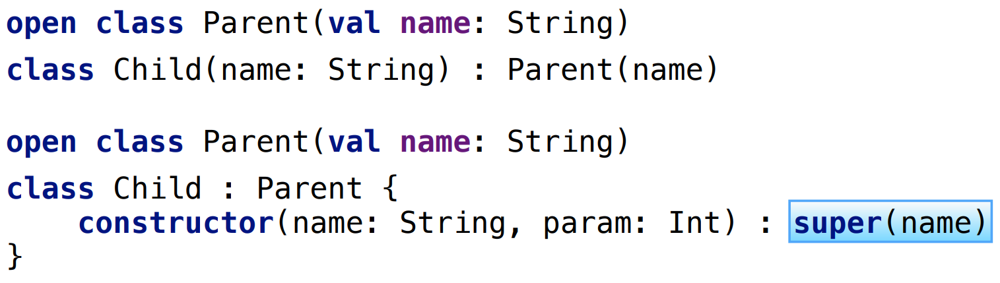 open class Parent(val name: String)
class Child(name: String) : Parent(name)
open class Parent(val name: String)
class Child : Parent {
    constructor(name: String, param: Int) : super(name)
}